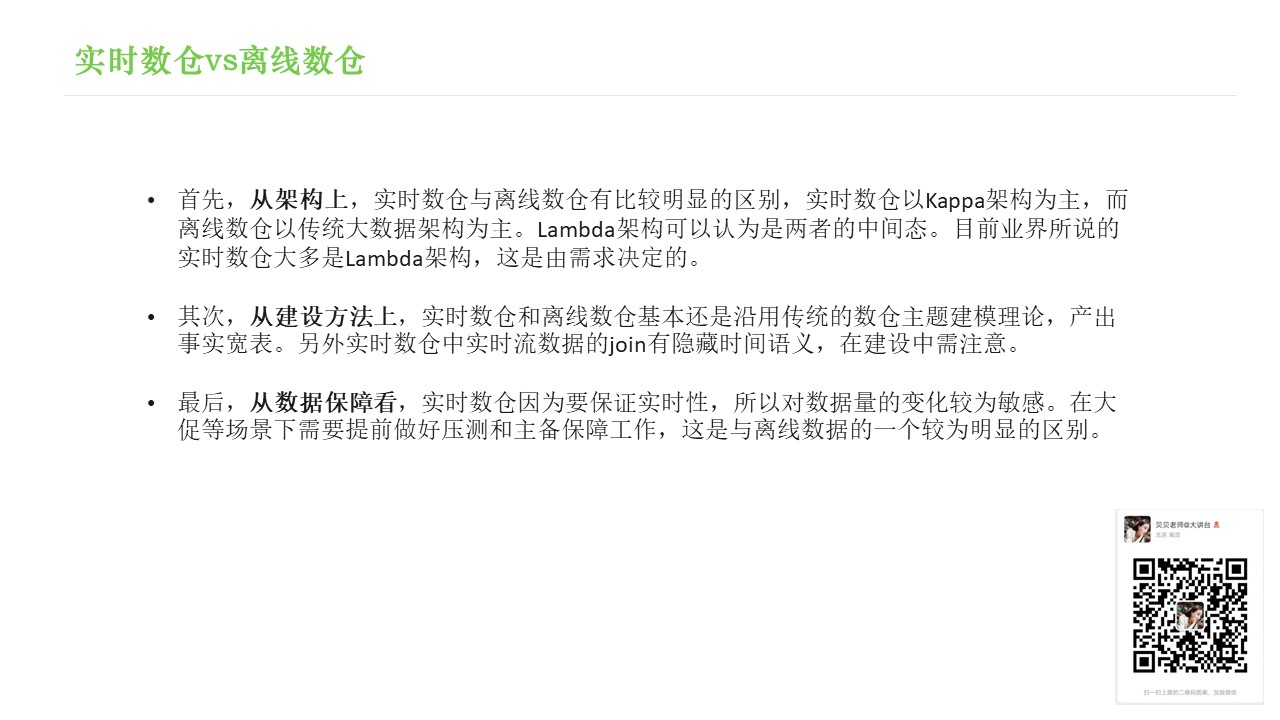 实时数仓vs离线数仓
• 首先，从架构上，实时数仓与离线数仓有比较明显的区别，实时数仓以Kappa架构为主，而
离线数仓以传统大数据架构为主。Lambda架构可以认为是两者的中间态。目前业界所说的
实时数仓大多是Lambda架构，这是由需求决定的。
• 其次，从建设方法上，实时数仓和离线数仓基本还是沿用传统的数仓主题建模理论，产出
事实宽表。另外实时数仓中实时流数据的join有隐藏时间语义，在建设中需注意。
• 最后，从数据保障看，实时数仓因为要保证实时性，所以对数据量的变化较为敏感。在大
促等场景下需要提前做好压测和主备保障工作，这是与离线数据的一个较为明显的区别。
贝贝老师@大讲台
北京 海淀
扫一扫上面的二维码图案，加我微信